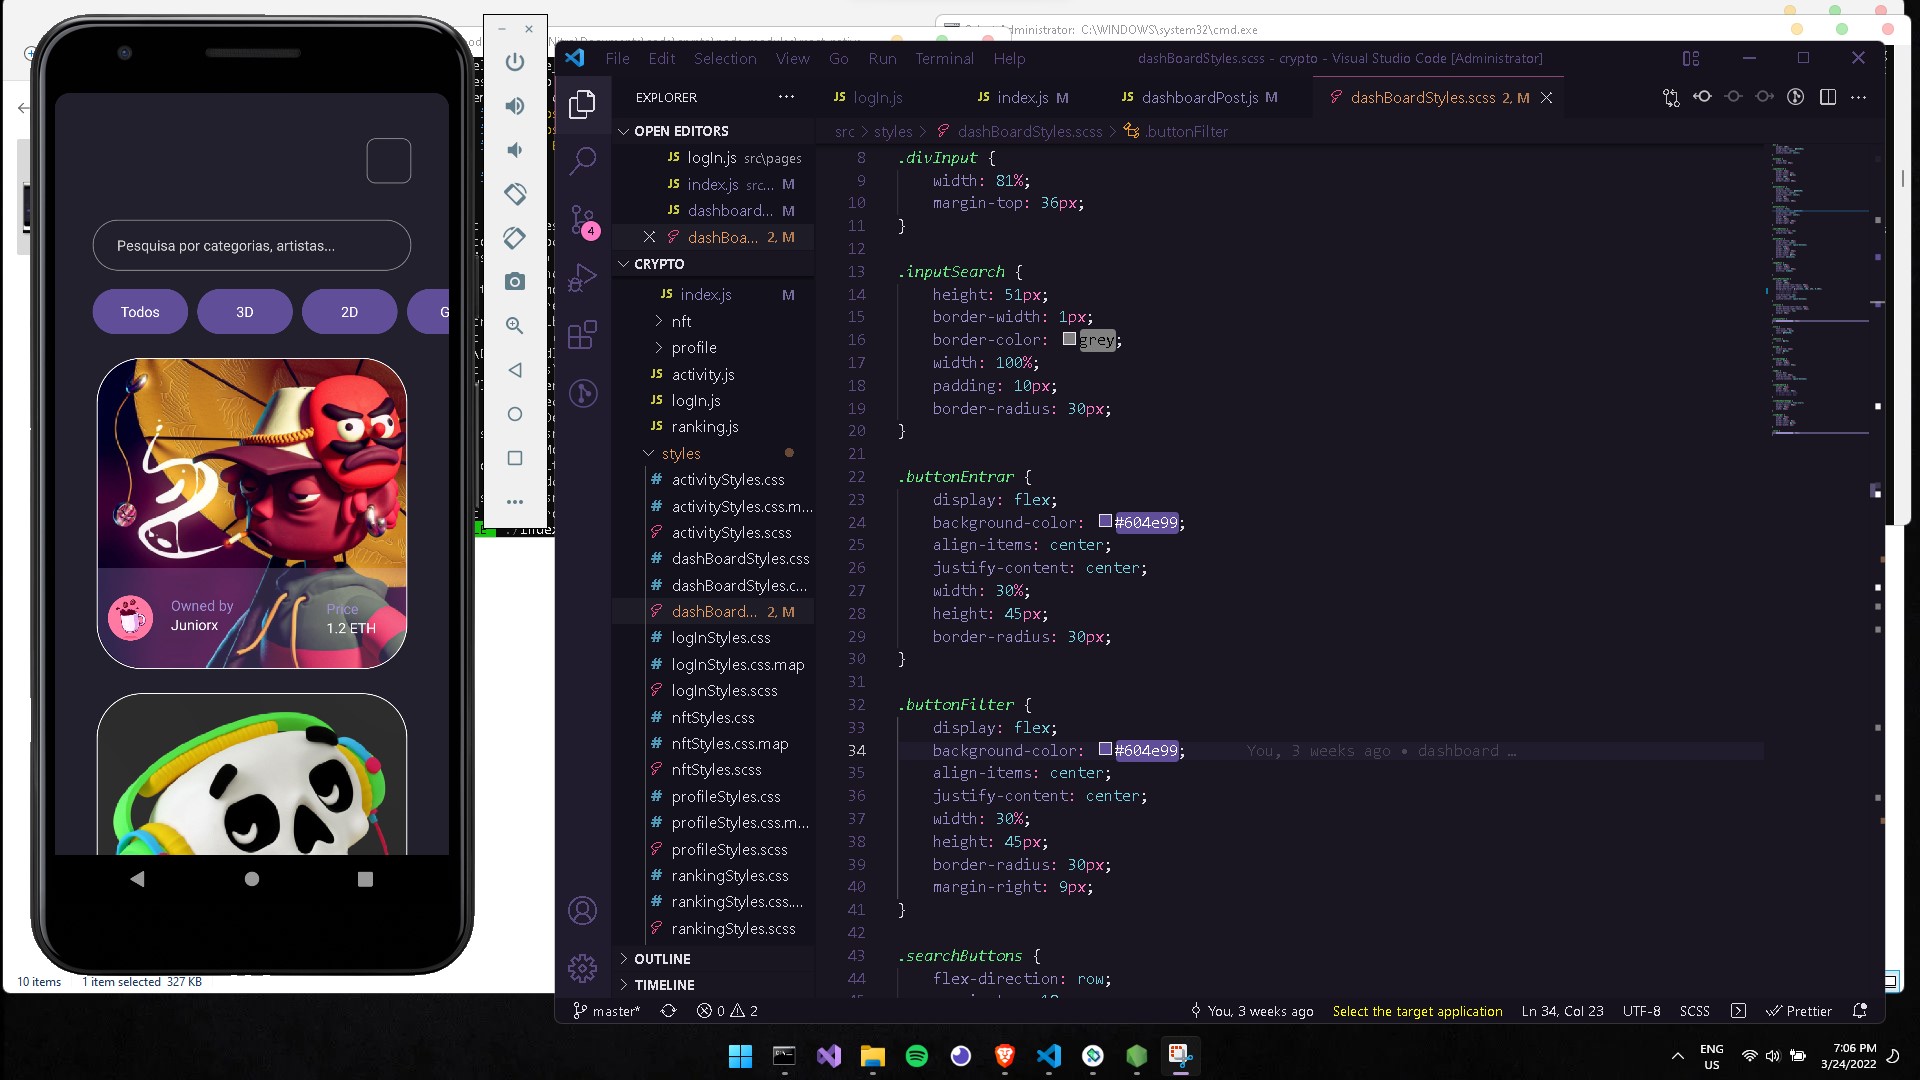 Administrator: C:\WINDOWS\system32\cmd.exe
Pesquisa por categorias, artistas...
Todos
3D
2D
G
Owned by
Juniorx
Price
1.2 ETH
10 items
1 item selected 327 KB
File Edit Selection View Go Run Terminal Help
dashBoardStyles.scss - crypto - Visual Studio Code [Administrator]
EXPLORER
logIn.js
index.js M
dashboardPost.js M
dashBoardStyles.scss 2, M
OPEN EDITORS
logIn.js src\pages
index.js src... M
dashboard... M
dashBoa... 2, M
CRYPTO
index.js M
nft
profile
activity.js
logIn.js
ranking.js
styles
activityStyles.css
activityStyles.css.m...
activityStyles.scss
dashBoardStyles.css
dashBoardStyles.c...
dashBoard... 2, M
logInStyles.css
logInStyles.css.map
logInStyles.scss
nftStyles.css
nftStyles.css.map
nftStyles.scss
profileStyles.css
profileStyles.css.m...
profileStyles.scss
rankingStyles.css
rankingStyles.css....
rankingStyles.scss
OUTLINE
TIMELINE
4
src > styles > dashBoardStyles.scss > .buttonFilter
8 .divInput {
9 width: 81%;
10 margin-top: 36px;
11 }
12
13 .inputSearch {
14 height: 51px;
15 border-width: 1px;
16 border-color: grey;
17 width: 100%;
18 padding: 10px;
19 border-radius: 30px;
20 }
21
22 .buttonEntrar {
23 display: flex;
24 background-color: #604e99;
25 align-items: center;
26 justify-content: center;
27 width: 30%;
28 height: 45px;
29 border-radius: 30px;
30 }
31
32 .buttonFilter {
33 display: flex;
34 background-color: #604e99; You, 3 weeks ago • dashboard …
35 align-items: center;
36 justify-content: center;
37 width: 30%;
38 height: 45px;
39 border-radius: 30px;
40 margin-right: 9px;
41 }
42
43 .searchButtons {
44 flex-direction: row;
master* 0 2
You, 3 weeks ago Select the target application Ln 34, Col 23 UTF-8 SCSS Prettier
ENG
US
7:06 PM
3/24/2022